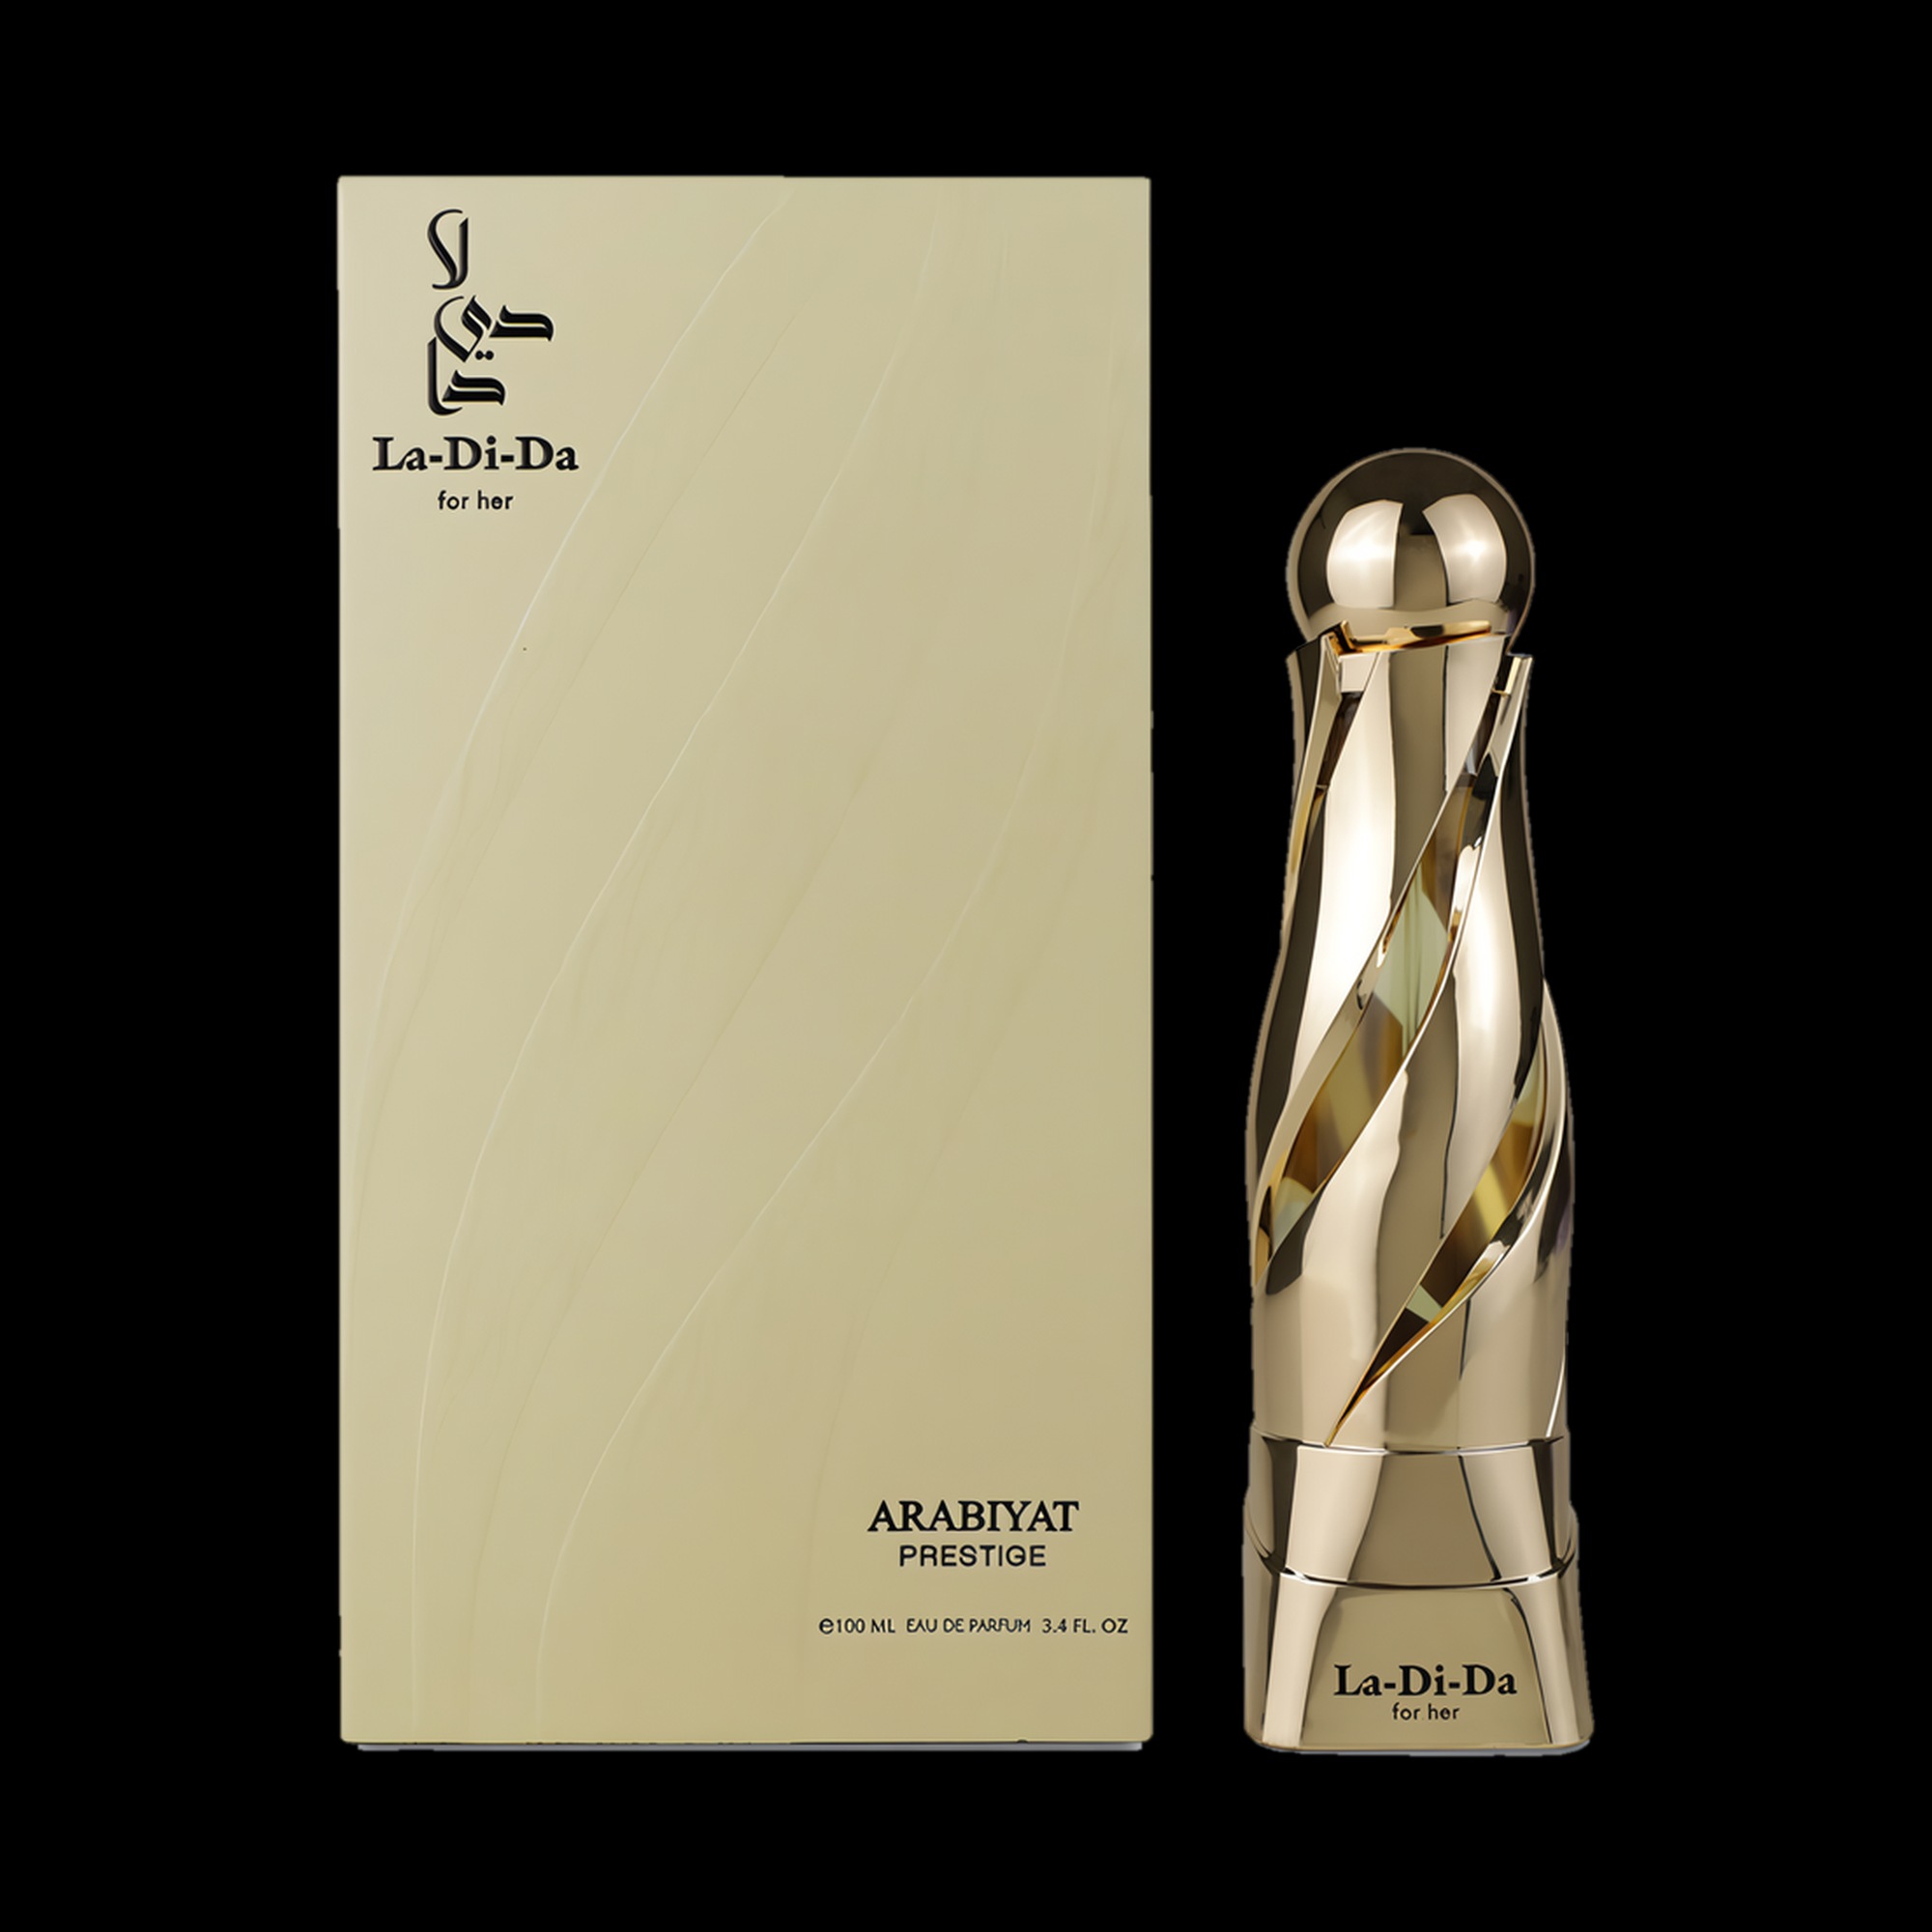 لا
دي
دا
La-Di-Da
for her
ARABIYAT
PRESTIGE
e100 ML EAU DE PARFUM 3.4 FL. OZ
La-Di-Da
for her